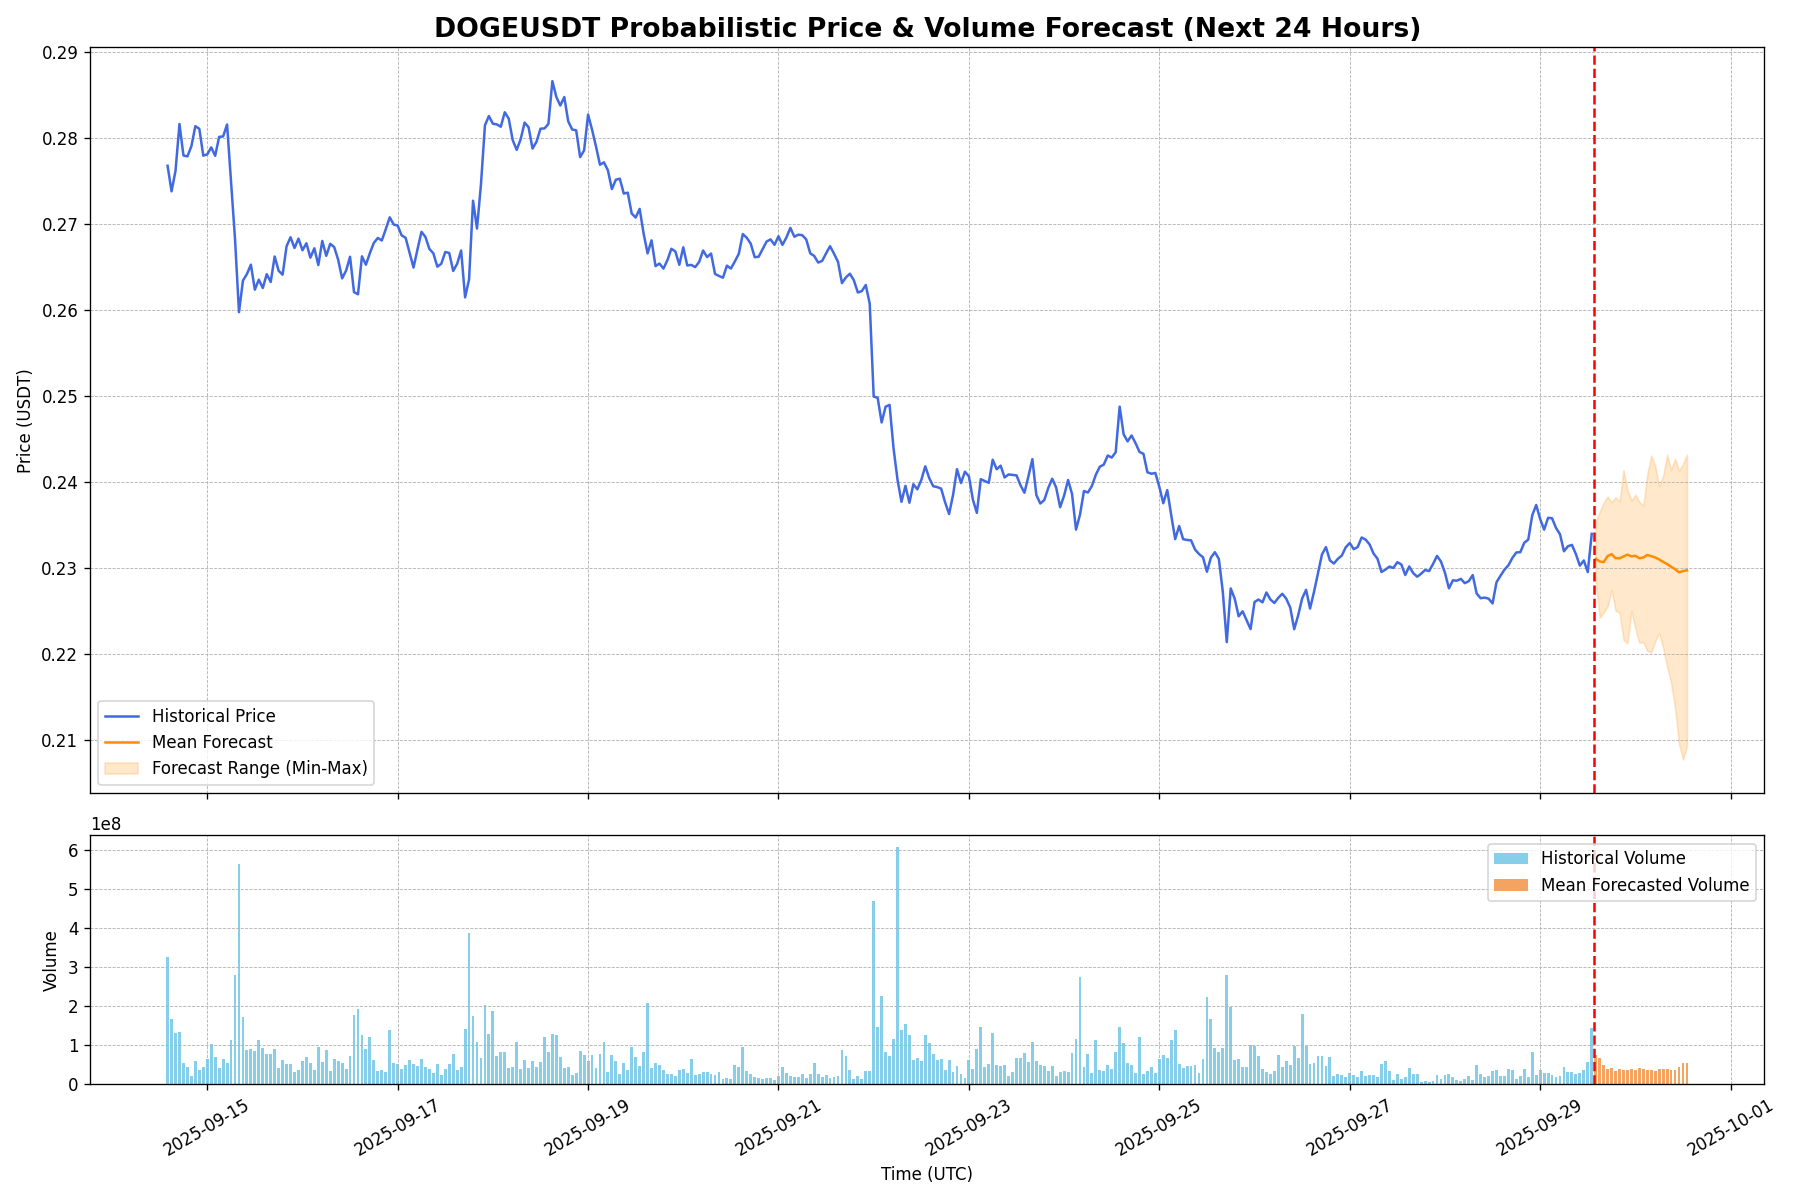 DOGEUSDT Probabilistic Price & Volume Forecast (Next 24 Hours)
Price (USDT)
0.29
0.28
0.27
0.26
0.25
0.24
0.23
0.22
0.21
Historical Price
Mean Forecast
Forecast Range (Min-Max)
1e8
Volume
6
5
4
3
2
1
0
Historical Volume
Mean Forecasted Volume
2025-09-15
2025-09-17
2025-09-19
2025-09-21
2025-09-23
2025-09-25
2025-09-27
2025-09-29
2025-10-01
Time (UTC)